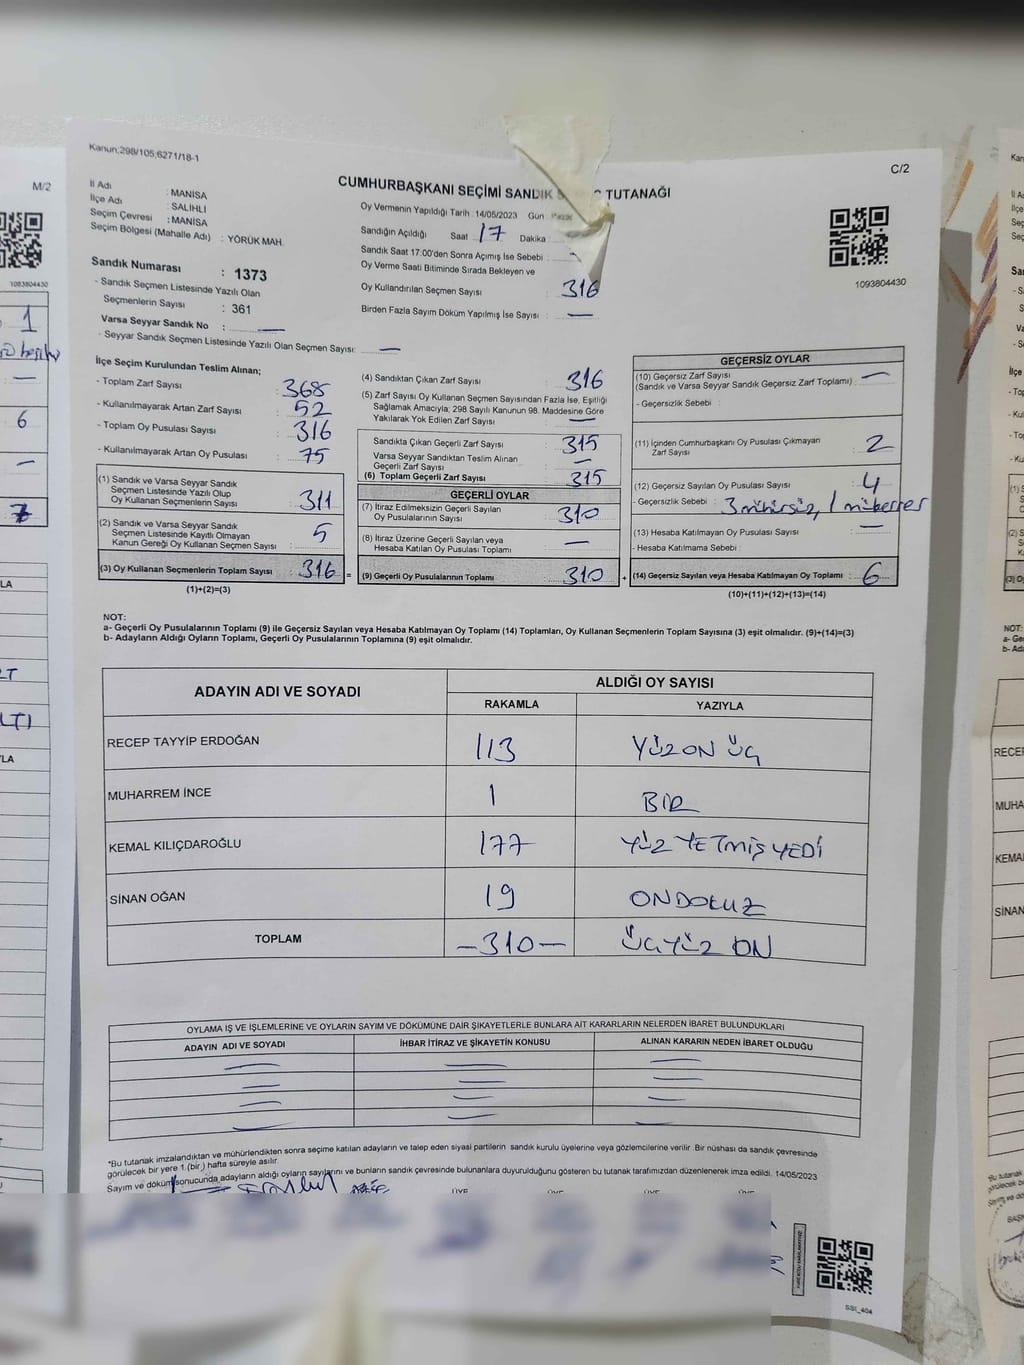 Kanun;298/105;6271/18-1
C/2
CUMHURBAŞKANI SEÇİMİ SANDIK TUTANAĞI
İl Adı : MANİSA
İlçe Adı : SALİHLİ
Seçim Çevresi : MANİSA
Seçim Bölgesi (Mahalle Adı) : YÖRÜK MAH.
Oy Vermenin Yapıldığı Tarih : 14/05/2023 Gün :
Sandığın Açıldığı Saat 17 Dakika :
Sandık Saat 17:00'den Sonra Açmış İse Sebebi :
Oy Verme Saati Bitiminde Sırada Bekleyen ve
Oy Kullandırılan Seçmen Sayısı : 316
Birden Fazla Sayım Döküm Yapılmış İse Sayısı : —
1093804430
Sandık Numarası : 1373
- Sandık Seçmen Listesinde Yazılı Olan
Seçmenlerin Sayısı : 361
Varsa Seyyar Sandık No : —
- Seyyar Sandık Seçmen Listesinde Yazılı Olan Seçmen Sayısı: —
İlçe Seçim Kurulundan Teslim Alınan;
- Toplam Zarf Sayısı : 368
- Kullanılmayarak Artan Zarf Sayısı : 52
- Toplam Oy Pusulası Sayısı : 316
- Kullanılmayarak Artan Oy Pusulası : 75
(1) Sandık ve Varsa Seyyar Sandık
Seçmen Listesinde Yazılı Olup
Oy Kullanan Seçmenlerin Sayısı : 311
(2) Sandık ve Varsa Seyyar Sandık
Seçmen Listesinde Kayıtlı Olmayan
Kanun Gereği Oy Kullanan Seçmen Sayısı : 5
(3) Oy Kullanan Seçmenlerin Toplam Sayısı : 316 =
(1)+(2)=(3)
(4) Sandıktan Çıkan Zarf Sayısı : 316
(5) Zarf Sayısı Oy Kullanan Seçmen Sayısından Fazla İse, Eşitliği
Sağlamak Amacıyla; 298 Sayılı Kanunun 98. Maddesine Göre
Yakılarak Yok Edilen Zarf Sayısı : —
Sandıkta Çıkan Geçerli Zarf Sayısı : 315
Varsa Seyyar Sandıktan Teslim Alınan
Geçerli Zarf Sayısı : —
(6) Toplam Geçerli Zarf Sayısı : 315
GEÇERLİ OYLAR
(7) İtiraz Edilmeksizin Geçerli Sayılan
Oy Pusulalarının Sayısı : 310
(8) İtiraz Üzerine Geçerli Sayılan veya
Hesaba Katılan Oy Pusulası Toplamı : —
(9) Geçerli Oy Pusulalarının Toplamı : 310 +
GEÇERSİZ OYLAR
(10) Geçersiz Zarf Sayısı
(Sandık ve Varsa Seyyar Sandık Geçersiz Zarf Toplamı) : —
- Geçersizlik Sebebi :
(11) İçinden Cumhurbaşkanı Oy Pusulası Çıkmayan
Zarf Sayısı : 2
(12) Geçersiz Sayılan Oy Pusulası Sayısı : 4
- Geçersizlik Sebebi : 3 mühürsüz, 1 mükerrer
(13) Hesaba Katılmayan Oy Pusulası Sayısı : —
- Hesaba Katılmama Sebebi :
(14) Geçersiz Sayılan veya Hesaba Katılmayan Oy Toplamı : 6
(10)+(11)+(12)+(13)=(14)
NOT:
a- Geçerli Oy Pusulalarının Toplamı (9) ile Geçersiz Sayılan veya Hesaba Katılmayan Oy Toplamı (14) Toplamları, Oy Kullanan Seçmenlerin Toplam Sayısına (3) eşit olmalıdır. (9)+(14)=(3)
b- Adayların Aldığı Oyların Toplamı, Geçerli Oy Pusulalarının Toplamına (9) eşit olmalıdır.
ADAYIN ADI VE SOYADI ALDIĞI OY SAYISI
RAKAMLA YAZIYLA
RECEP TAYYİP ERDOĞAN 113 YÜZ ON ÜÇ
MUHARREM İNCE 1 BİR
KEMAL KILIÇDAROĞLU 177 YÜZ YETMİŞ YEDİ
SİNAN OĞAN 19 ONDOKUZ
TOPLAM —310— ÜÇYÜZ ON
OYLAMA İŞ VE İŞLEMLERİNE VE OYLARIN SAYIM VE DÖKÜMÜNE DAİR ŞİKAYETLERLE BUNLARA AİT KARARLARIN NELERDEN İBARET BULUNDUKLARI
ADAYIN ADI VE SOYADI İHBAR İTİRAZ VE ŞİKAYETİN KONUSU ALINAN KARARIN NEDEN İBARET OLDUĞU
*Bu tutanak imzalandıktan ve mühürlendikten sonra seçime katılan adayların ve talep eden siyasi partilerin sandık kurulu üyelerine veya gözlemcilerine verilir. Bir nüshası da sandık çevresinde
görülecek bir yere 1 (bir) hafta süreyle asılır.
Sayım ve döküm sonucunda adayların aldığı oyların sayılarını ve bunların sandık çevresinde bulunanlara duyurulduğunu gösteren bu tutanak tarafımızdan düzenlenerek imza edildi. 14/05/2023
ÜYE ÜYE ÜYE ÜYE
SSI_404
M/2
1083804430
1
6